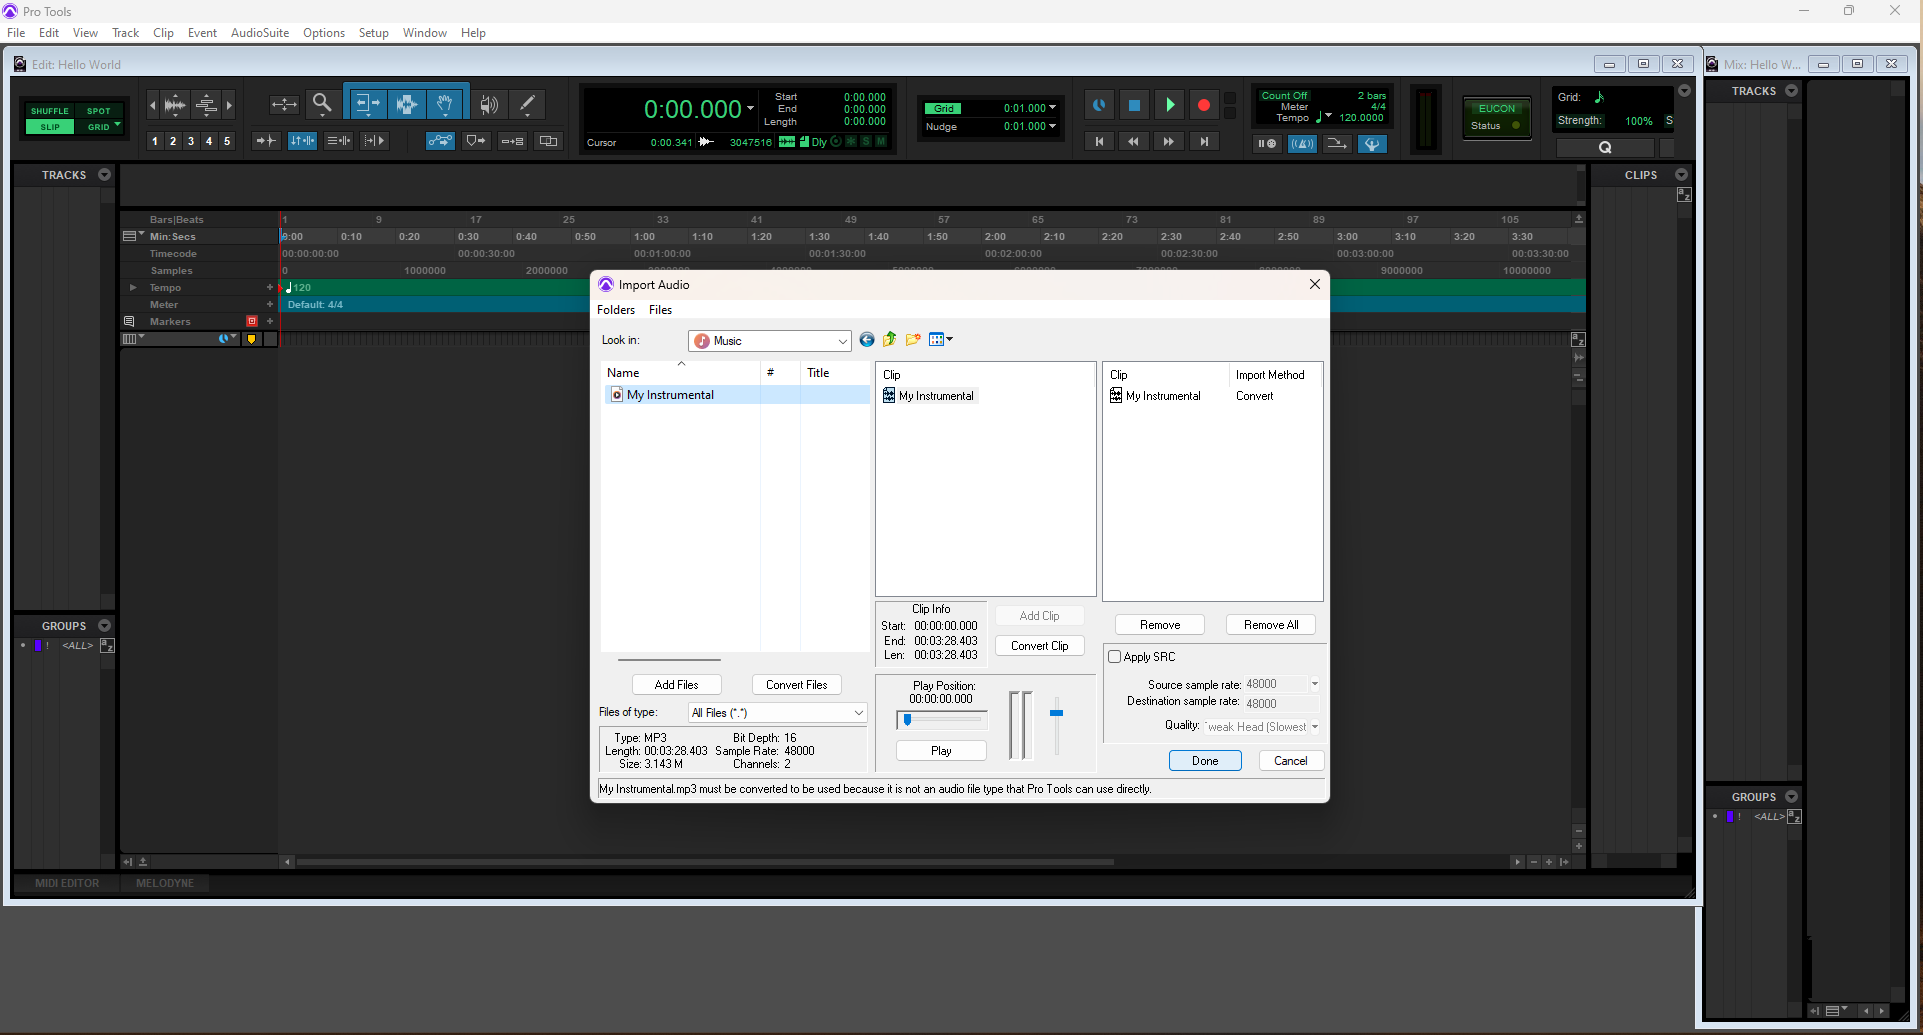 Pro Tools
File Edit View Track Clip Event AudioSuite Options Setup Window Help
Edit: Hello World
Mix: Hello W...
SHUFFLE SPOT
SLIP GRID
1 2 3 4 5
0:00.000
Start 0:00.000
End 0:00.000
Length 0:00.000
Cursor 0:00.341 3047516 Dly S M
Grid 0:01.000
Nudge 0:01.000
Count Off 2 bars
Meter 4/4
Tempo 120.0000
EUCON
Status
Grid:
Strength: 100% S
Q
TRACKS
TRACKS
CLIPS
a z
Bars|Beats 1 9 17 25 33 41 49 57 65 73 81 89 97 105
Min:Secs 0:00 0:10 0:20 0:30 0:40 0:50 1:00 1:10 1:20 1:30 1:40 1:50 2:00 2:10 2:20 2:30 2:40 2:50 3:00 3:10 3:20 3:30
Timecode 00:00:00:00 00:00:30:00 00:01:00:00 00:01:30:00 00:02:00:00 00:02:30:00 00:03:00:00 00:03:30:00
Samples 0 1000000 2000000 9000000 10000000
Tempo 120
Meter Default: 4/4
Markers
a z
Import Audio
Folders Files
Look in: Music
Name # Title
My Instrumental
Clip
My Instrumental
Clip Import Method
My Instrumental Convert
Clip Info
Start: 00:00:00.000
End: 00:03:28.403
Len: 00:03:28.403
Add Clip
Convert Clip
Remove Remove All
Apply SRC
Source sample rate: 48000
Destination sample rate: 48000
Quality: weak Head (Slowest
Add Files Convert Files
Files of type: All Files (*.*)
Type: MP3 Bit Depth: 16
Length: 00:03:28.403 Sample Rate: 48000
Size: 3.143 M Channels: 2
Play Position:
00:00:00.000
Play
Done Cancel
My Instrumental.mp3 must be converted to be used because it is not an audio file type that Pro Tools can use directly.
GROUPS
! <ALL> a z
GROUPS
! <ALL> a z
MIDI EDITOR MELODYNE